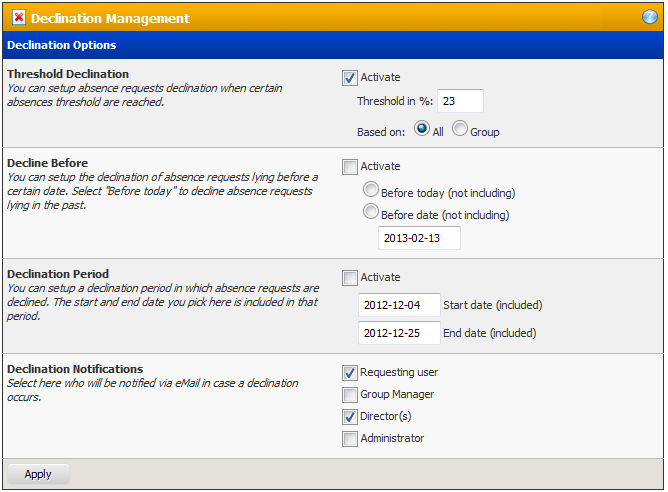 Declination Management
Declination Options
Threshold Declination
You can setup absence requests declination when certain
absences threshold are reached.
Activate
Threshold in %: 23
Based on: All Group
Decline Before
You can setup the declination of absence requests lying before a
certain date. Select "Before today" to decline absence requests
lying in the past.
Activate
Before today (not including)
Before date (not including)
2013-02-13
Declination Period
You can setup a declination period in which absence requests are
declined. The start and end date you pick here is included in that
period.
Activate
2012-12-04 Start date (included)
2012-12-25 End date (included)
Declination Notifications
Select here who will be notified via eMail in case a declination
occurs.
Requesting user
Group Manager
Director(s)
Administrator
Apply